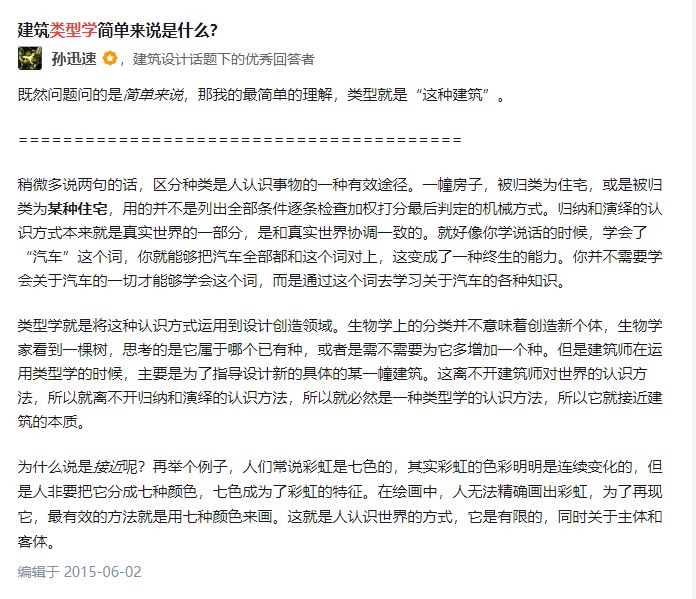 建筑类型学简单来说是什么?
孙迅速，建筑设计话题下的优秀回答者
既然问题问的是简单来说，那我的最简单的理解，类型就是“这种建筑”。
========================================
稍微多说两句的话，区分种类是人认识事物的一种有效途径。一幢房子，被归类为住宅，或是被归
类为某种住宅，用的并不是列出全部条件逐条检查加权打分最后判定的机械方式。归纳和演绎的认
识方式本来就是真实世界的一部分，是和真实世界协调一致的。就好像你学说话的时候，学会了
“汽车”这个词，你就能够把汽车全部都和这个词对上，这变成了一种终生的能力。你并不需要学
会关于汽车的一切才能够学会这个词，而是通过这个词去学习关于汽车的各种知识。
类型学就是将这种认识方式运用到设计创造领域。生物学上的分类并不意味着创造新个体，生物学
家看到一棵树，思考的是它属于哪个已有种，或者是需不需要为它多增加一个种。但是建筑师在运
用类型学的时候，主要是为了指导设计新的具体的某一幢建筑。这离不开建筑师对世界的认识方
法，所以就离不开归纳和演绎的认识方法，所以就必然是一种类型学的认识方法，所以它就接近建
筑的本质。
为什么说是接近呢？再举个例子，人们常说彩虹是七色的，其实彩虹的色彩明明是连续变化的，但
是人非要把它分成七种颜色，七色成为了彩虹的特征。在绘画中，人无法精确画出彩虹，为了再现
它，最有效的方法就是用七种颜色来画。这就是人认识世界的方式，它是有限的，同时关于主体和
客体。
编辑于 2015-06-02